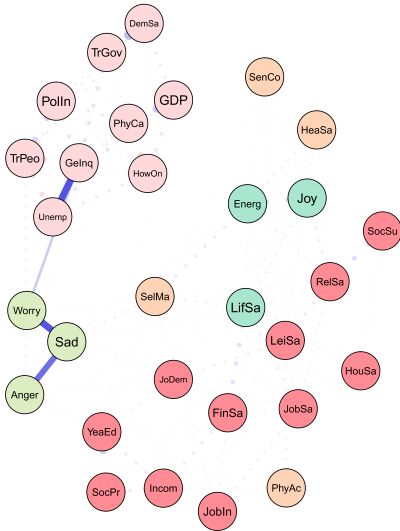 DemSa
TrGov
SenCo
PolIn
GDP
PhyCa
HeaSa
TrPeo
GeInq
HowOn
Energ
Joy
Unemp
SocSu
RelSa
SelMa
Worry
LifSa
Sad
LeiSa
HouSa
JoDem
Anger
FinSa
JobSa
YeaEd
SocPr
Incom
PhyAc
JobIn